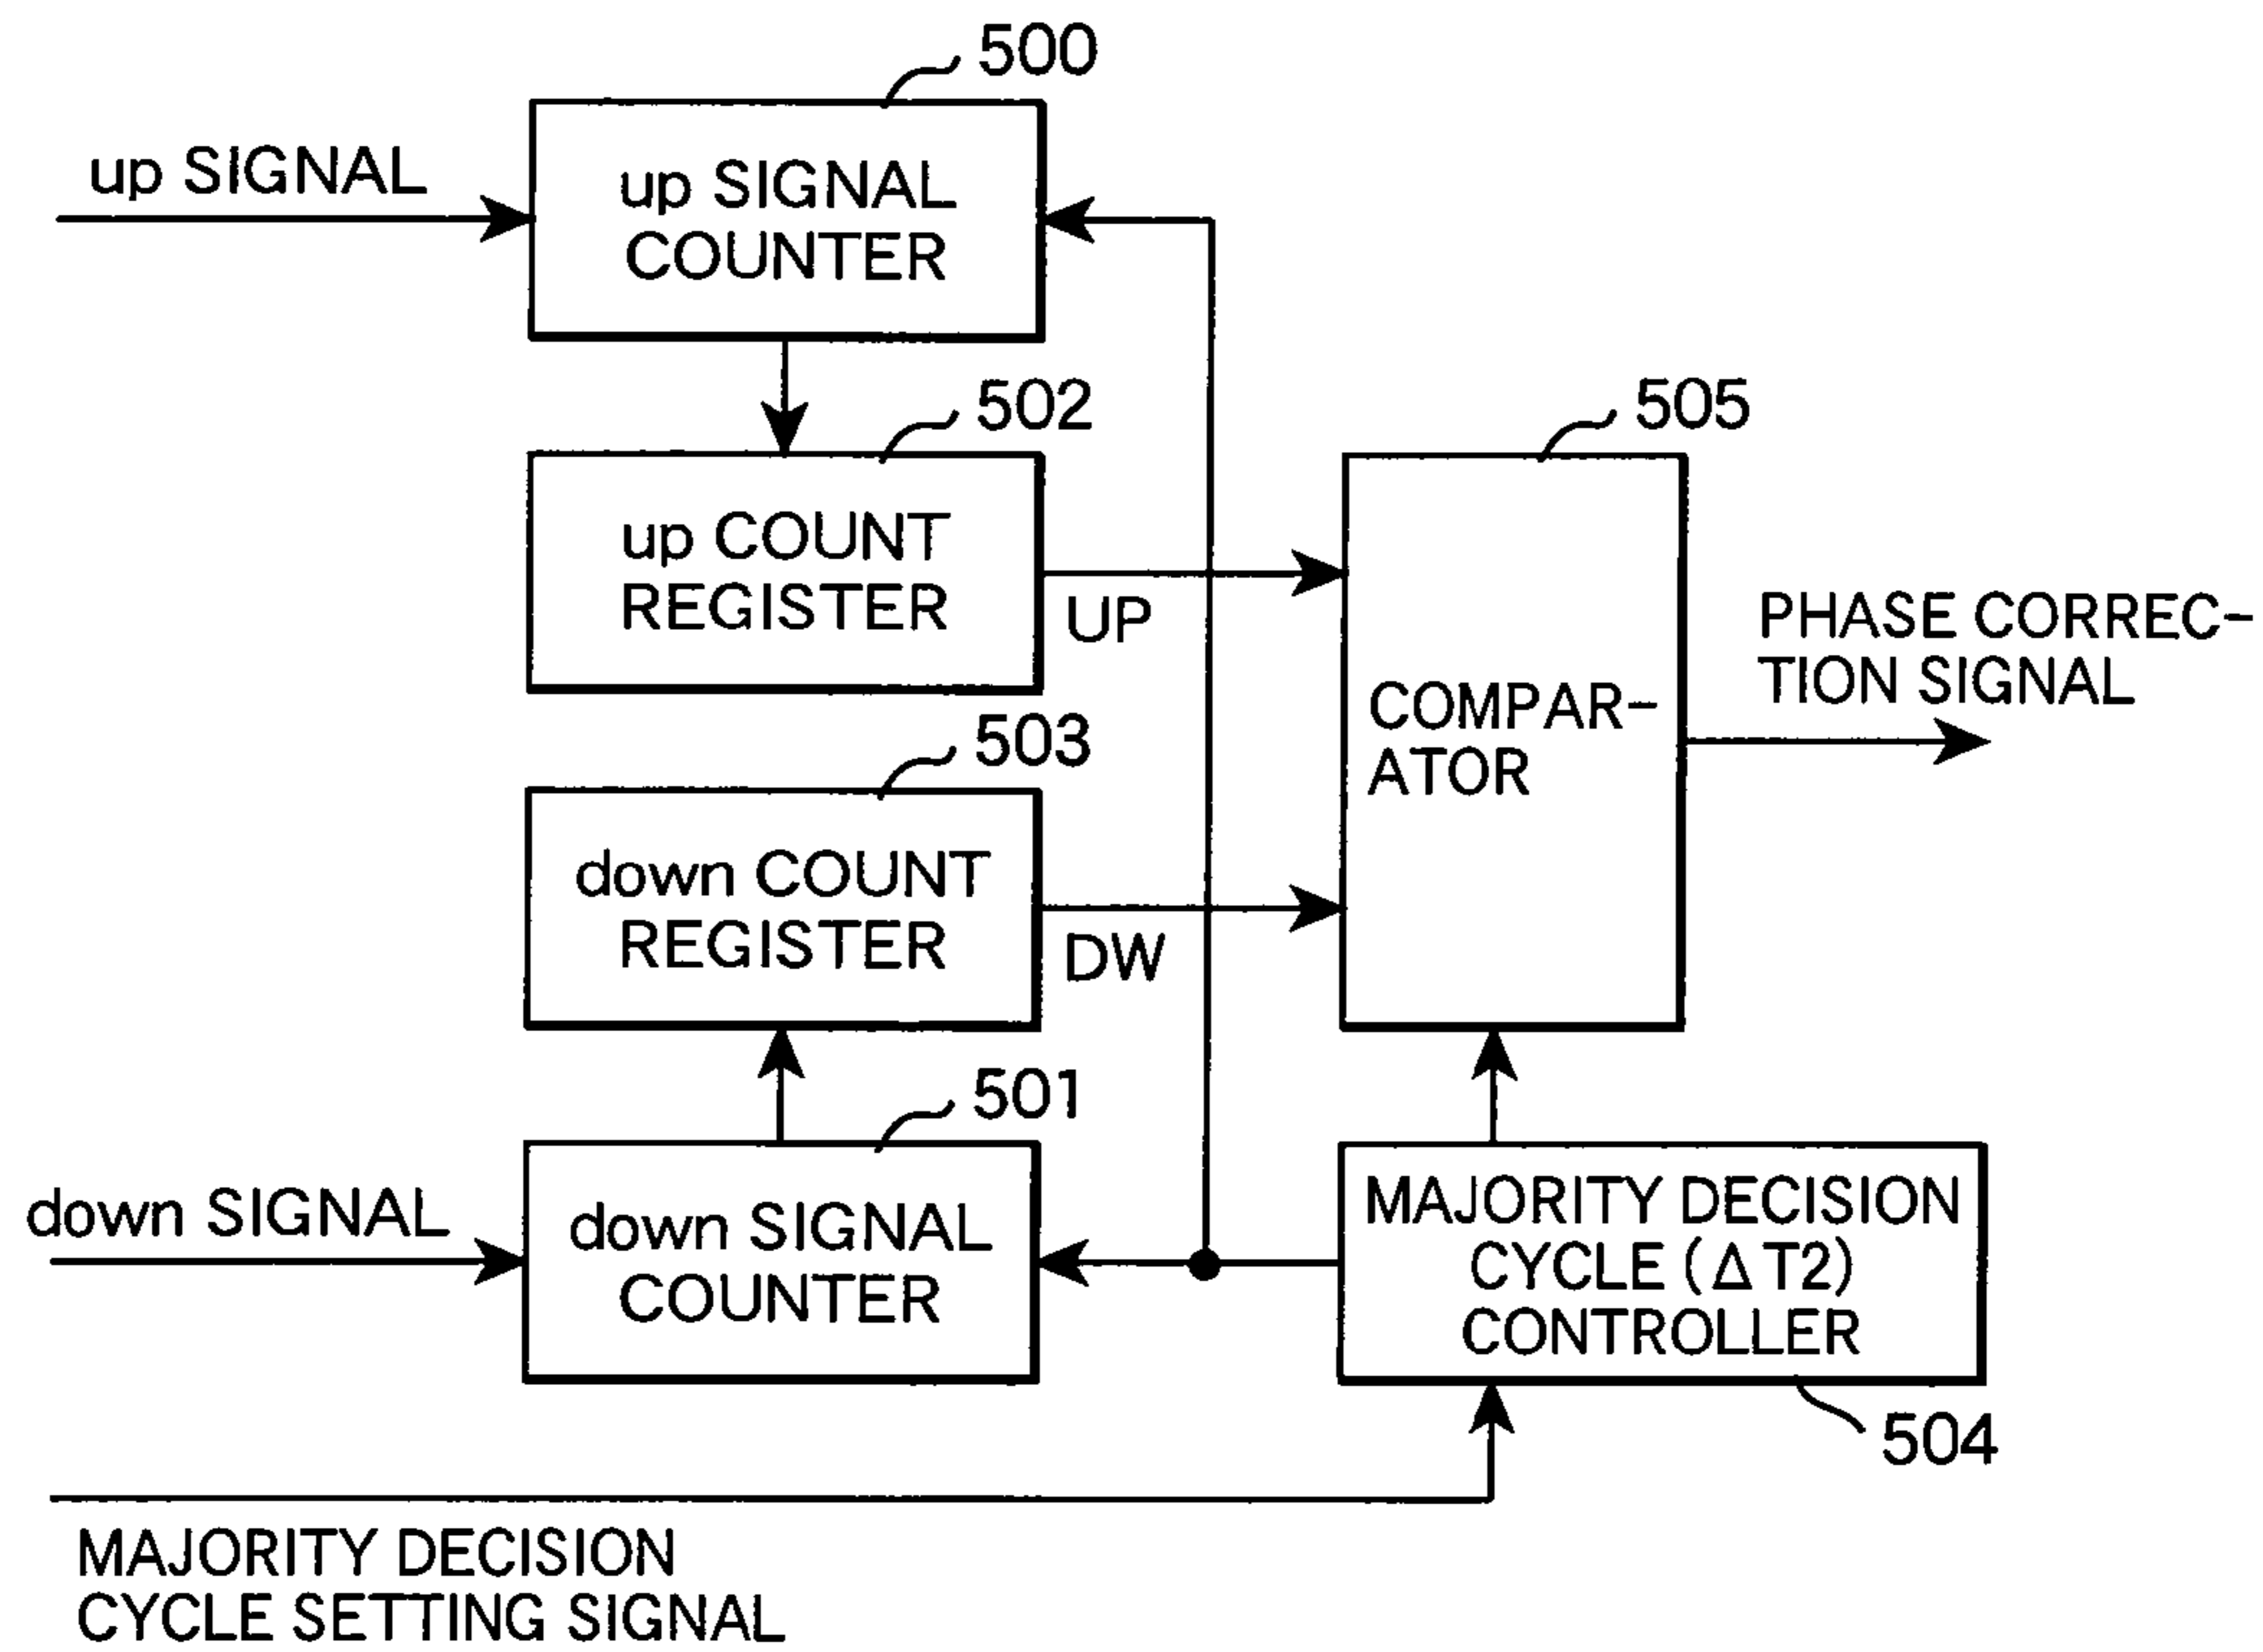 500
up SIGNAL
up SIGNAL
COUNTER
502
505
up COUNT
REGISTER
UP
PHASE CORREC-
TION SIGNAL
COMPAR-
ATOR
503
down COUNT
REGISTER
DW
501
down SIGNAL
down SIGNAL
COUNTER
MAJORITY DECISION
CYCLE (Δ T2)
CONTROLLER
504
MAJORITY DECISION
CYCLE SETTING SIGNAL